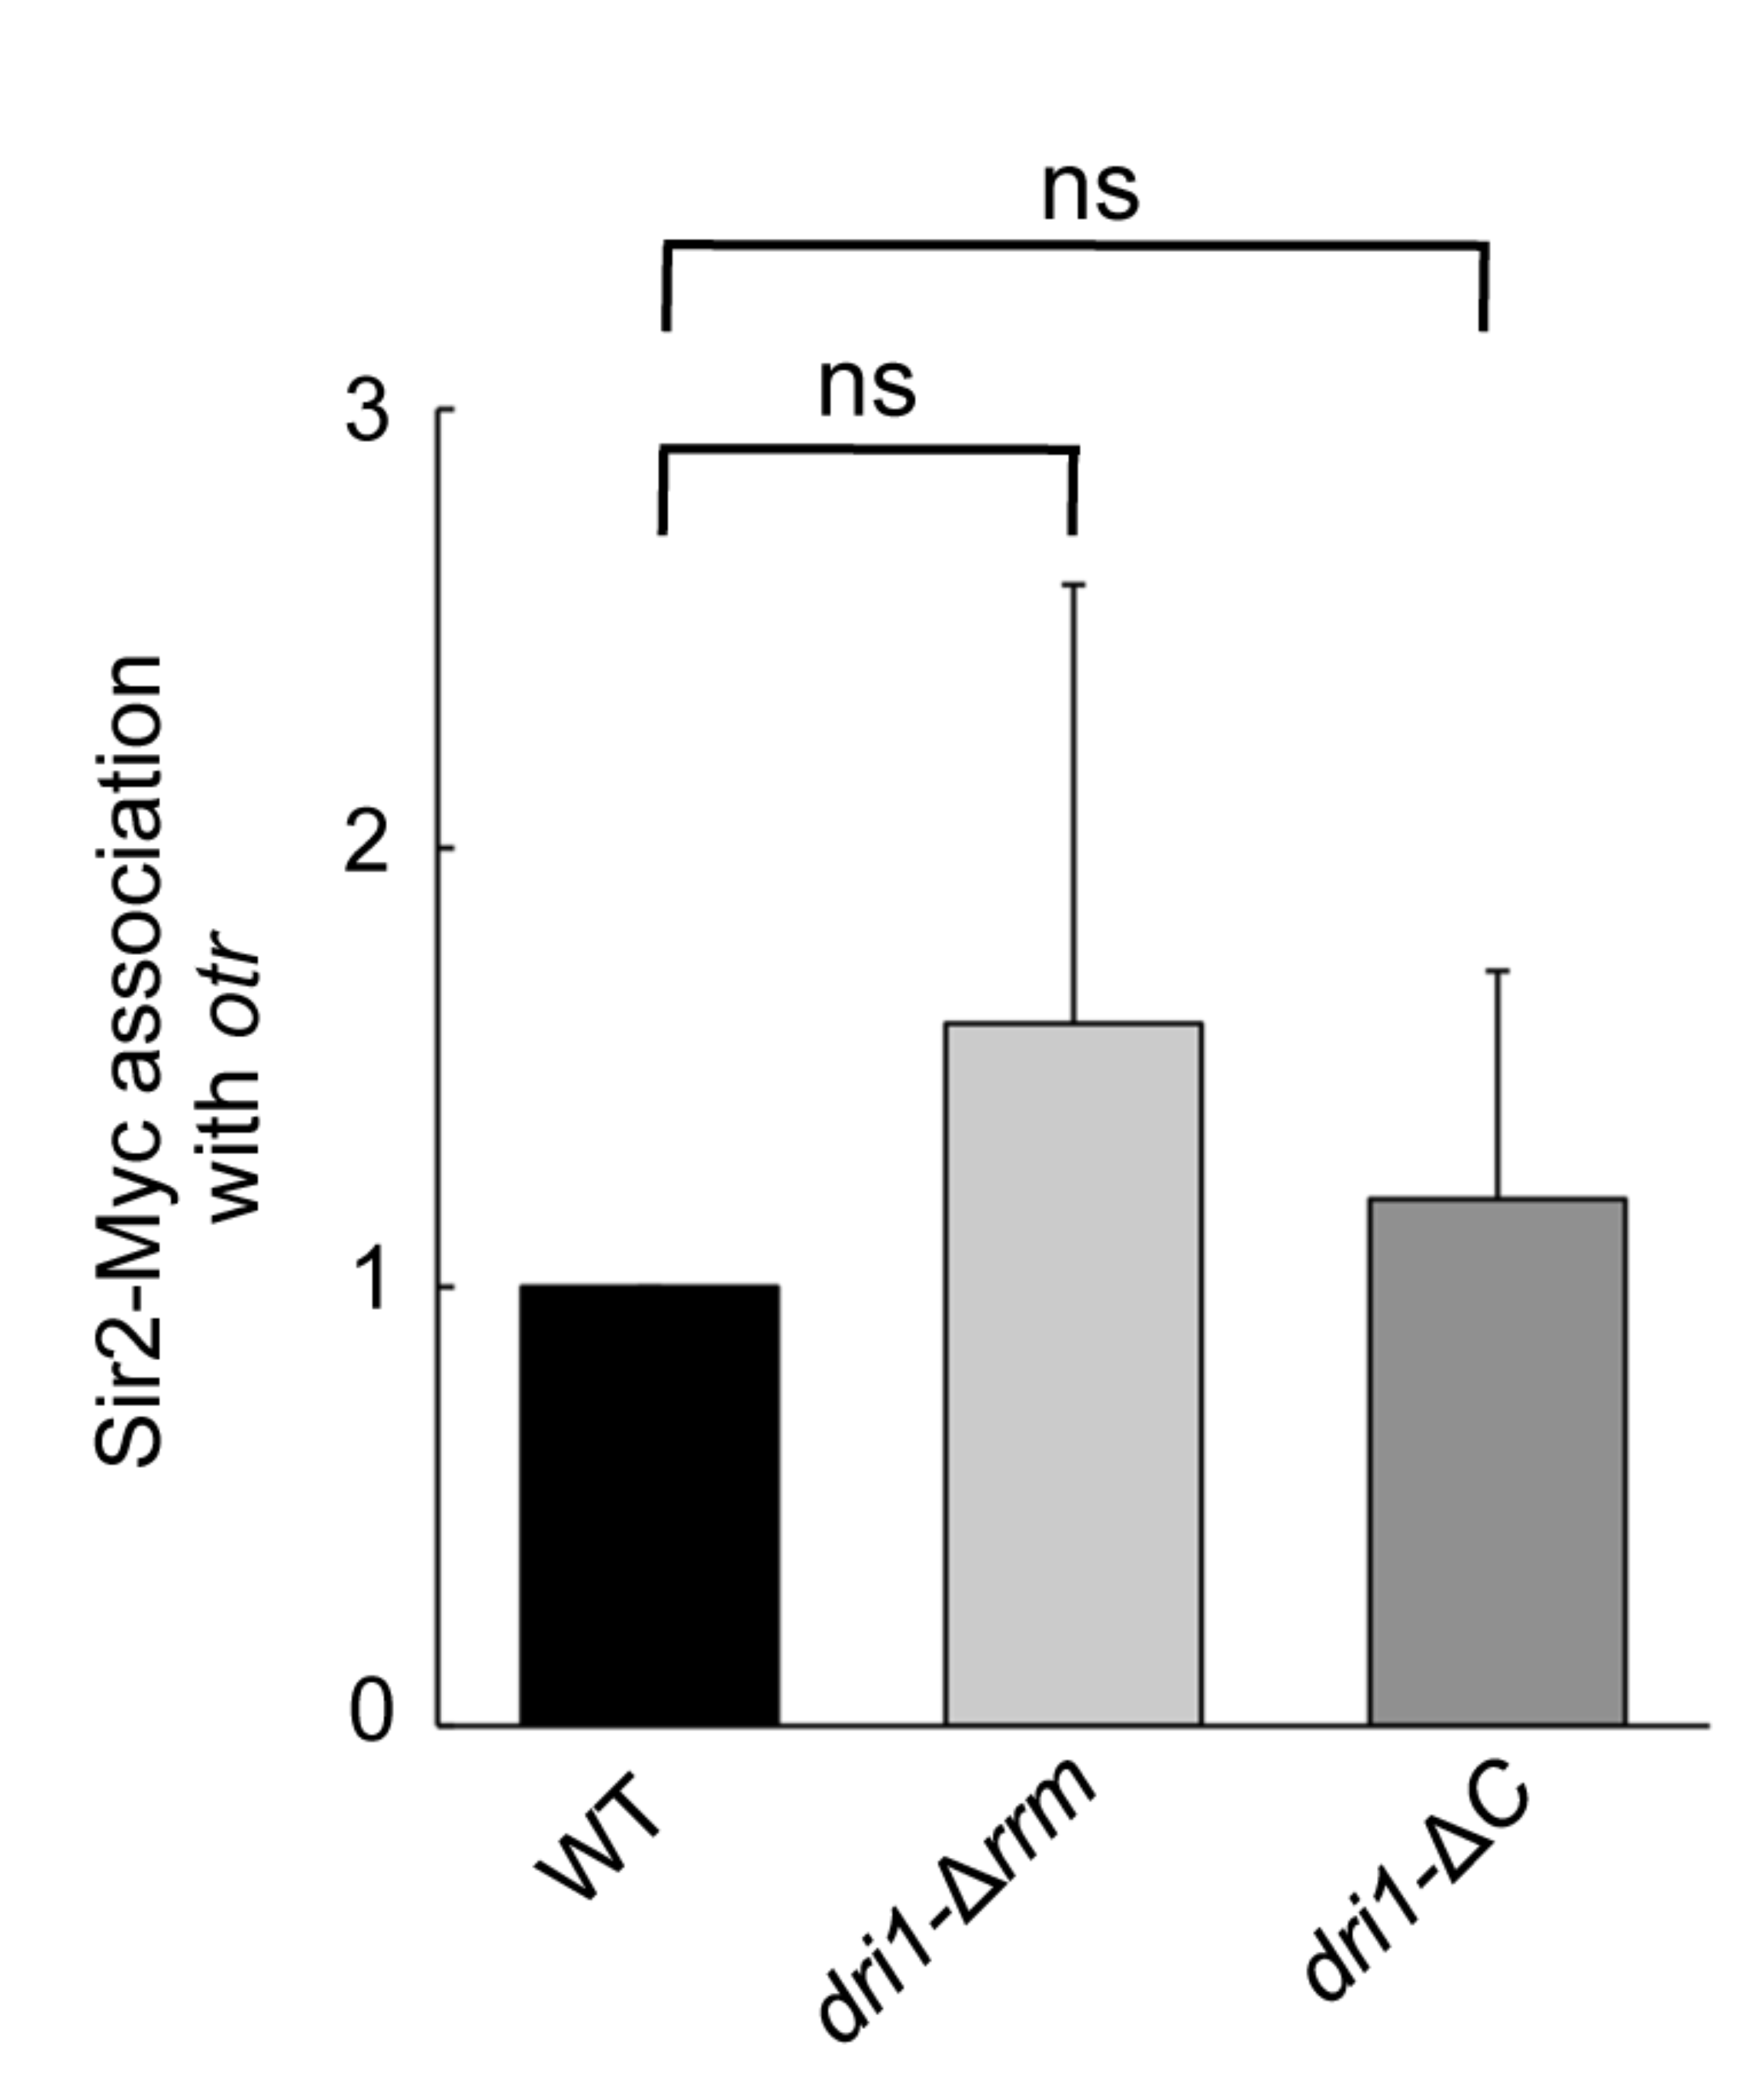 ns
ns
3
2
1
0
Sir2-Myc association
with otr
WT
dri1-Δrrm
dri1-ΔC